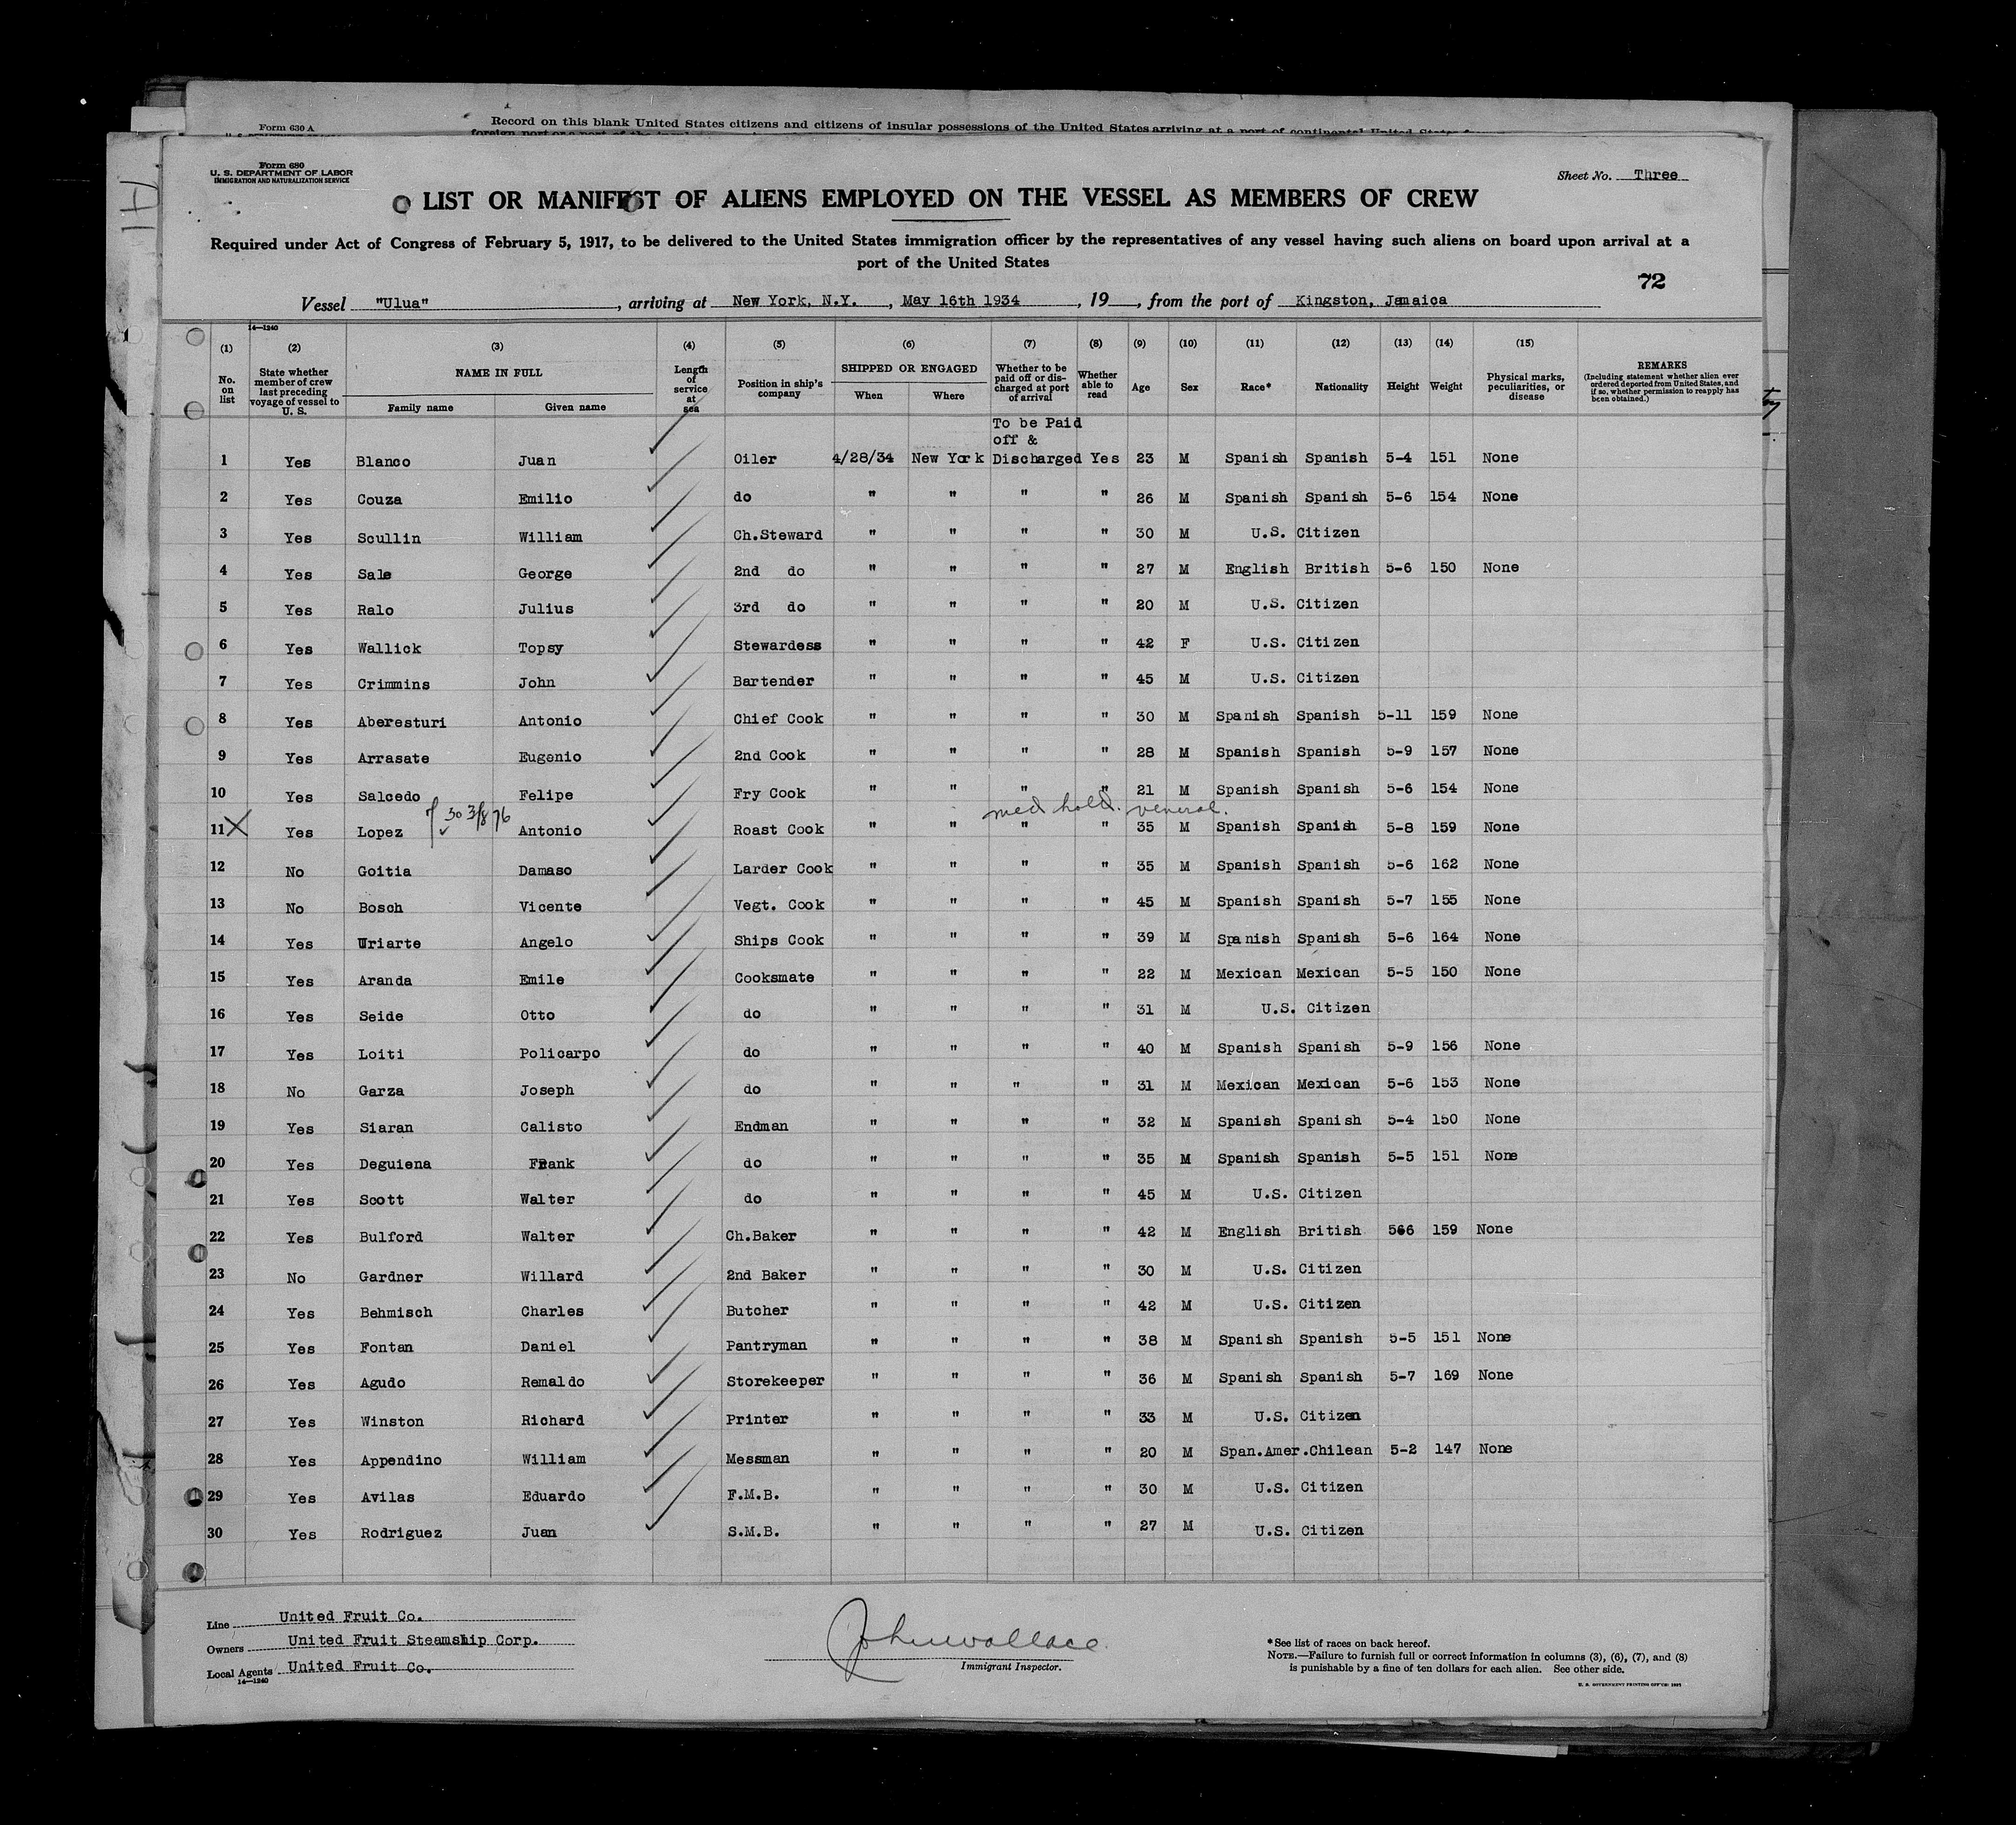 Form 630 A
Record on this blank United States citizens and citizens of insular possessions of the United States arriving at a port of continental United States
Form 680
U. S. DEPARTMENT OF LABOR
IMMIGRATION AND NATURALIZATION SERVICE
Sheet No. Three
LIST OR MANIFEST OF ALIENS EMPLOYED ON THE VESSEL AS MEMBERS OF CREW
Required under Act of Congress of February 5, 1917, to be delivered to the United States immigration officer by the representatives of any vessel having such aliens on board upon arrival at a
port of the United States
72
Vessel "Ulua", arriving at New York, N.Y., May 16th 1934, 19, from the port of Kingston, Jamaica
14—1240
(1) (2) (3) (4) (5) (6) (7) (8) (9) (10) (11) (12) (13) (14) (15)
No. on list State whether member of crew last preceding voyage of vessel to U. S. NAME IN FULL Family name Given name Length of service at sea Position in ship's company SHIPPED OR ENGAGED When Where Whether to be paid off or discharged at port of arrival Whether able to read Age Sex Race* Nationality Height Weight Physical marks, peculiarities, or disease REMARKS (Including statement whether alien ever ordered deported from United States, and if so, whether permission to reapply has been obtained.)
To be Paid
off &
1 Yes Blanco Juan Oiler 4/28/34 New York Discharged Yes 23 M Spanish Spanish 5-4 151 None
2 Yes Couza Emilio do " " " " 26 M Spanish Spanish 5-6 154 None
3 Yes Scullin William Ch.Steward " " " " 30 M U.S. Citizen
4 Yes Sale George 2nd do " " " " 27 M English British 5-6 150 None
5 Yes Ralo Julius 3rd do " " " " 20 M U.S. Citizen
6 Yes Wallick Topsy Stewardess " " " " 42 F U.S. Citizen
7 Yes Crimmins John Bartender " " " " 45 M U.S. Citizen
8 Yes Aberesturi Antonio Chief Cook " " " " 30 M Spanish Spanish 5-11 159 None
9 Yes Arrasate Eugenio 2nd Cook " " " " 28 M Spanish Spanish 5-9 157 None
10 Yes Salcedo Felipe Fry Cook " " " " 21 M Spanish Spanish 5-6 154 None
30 3/8 76 med hold. veneral.
11 X Yes Lopez Antonio Roast Cook " " " " 35 M Spanish Spanish 5-8 159 None
12 No Goitia Damaso Larder Cook " " " " 35 M Spanish Spanish 5-6 162 None
13 No Bosch Vicente Vegt. Cook " " " " 45 M Spanish Spanish 5-7 155 None
14 Yes Uriarte Angelo Ships Cook " " " " 39 M Spanish Spanish 5-6 164 None
15 Yes Aranda Emile Cooksmate " " " " 22 M Mexican Mexican 5-5 150 None
16 Yes Seide Otto do " " " " 31 M U.S. Citizen
17 Yes Loiti Policarpo do " " " " 40 M Spanish Spanish 5-9 156 None
18 No Garza Joseph do " " " " 31 M Mexican Mexican 5-6 153 None
19 Yes Siaran Calisto Endman " " " " 32 M Spanish Spanish 5-4 150 None
20 Yes Deguiena Frank do " " " " 35 M Spanish Spanish 5-5 151 None
21 Yes Scott Walter do " " " " 45 M U.S. Citizen
22 Yes Bulford Walter Ch.Baker " " " " 42 M English British 566 159 None
23 No Gardner Willard 2nd Baker " " " " 30 M U.S. Citizen
24 Yes Behmisch Charles Butcher " " " " 42 M U.S. Citizen
25 Yes Fontan Daniel Pantryman " " " " 38 M Spanish Spanish 5-5 151 None
26 Yes Agudo Remaldo Storekeeper " " " " 36 M Spanish Spanish 5-7 169 None
27 Yes Winston Richard Printer " " " " 33 M U.S. Citizen
28 Yes Appendino William Messman " " " " 20 M Span.Amer.Chilean 5-2 147 None
29 Yes Avilas Eduardo F.M.B. " " " " 30 M U.S. Citizen
30 Yes Rodriguez Juan S.M.B. " " " " 27 M U.S. Citizen
Line United Fruit Co.
Owners United Fruit Steamship Corp.
Local Agents United Fruit Co.
14—1240
John Wallace
Immigrant Inspector.
*See list of races on back hereof.
NOTE.—Failure to furnish full or correct information in columns (3), (6), (7), and (8)
is punishable by a fine of ten dollars for each alien. See other side.
U. S. GOVERNMENT PRINTING OFFICE: 1927